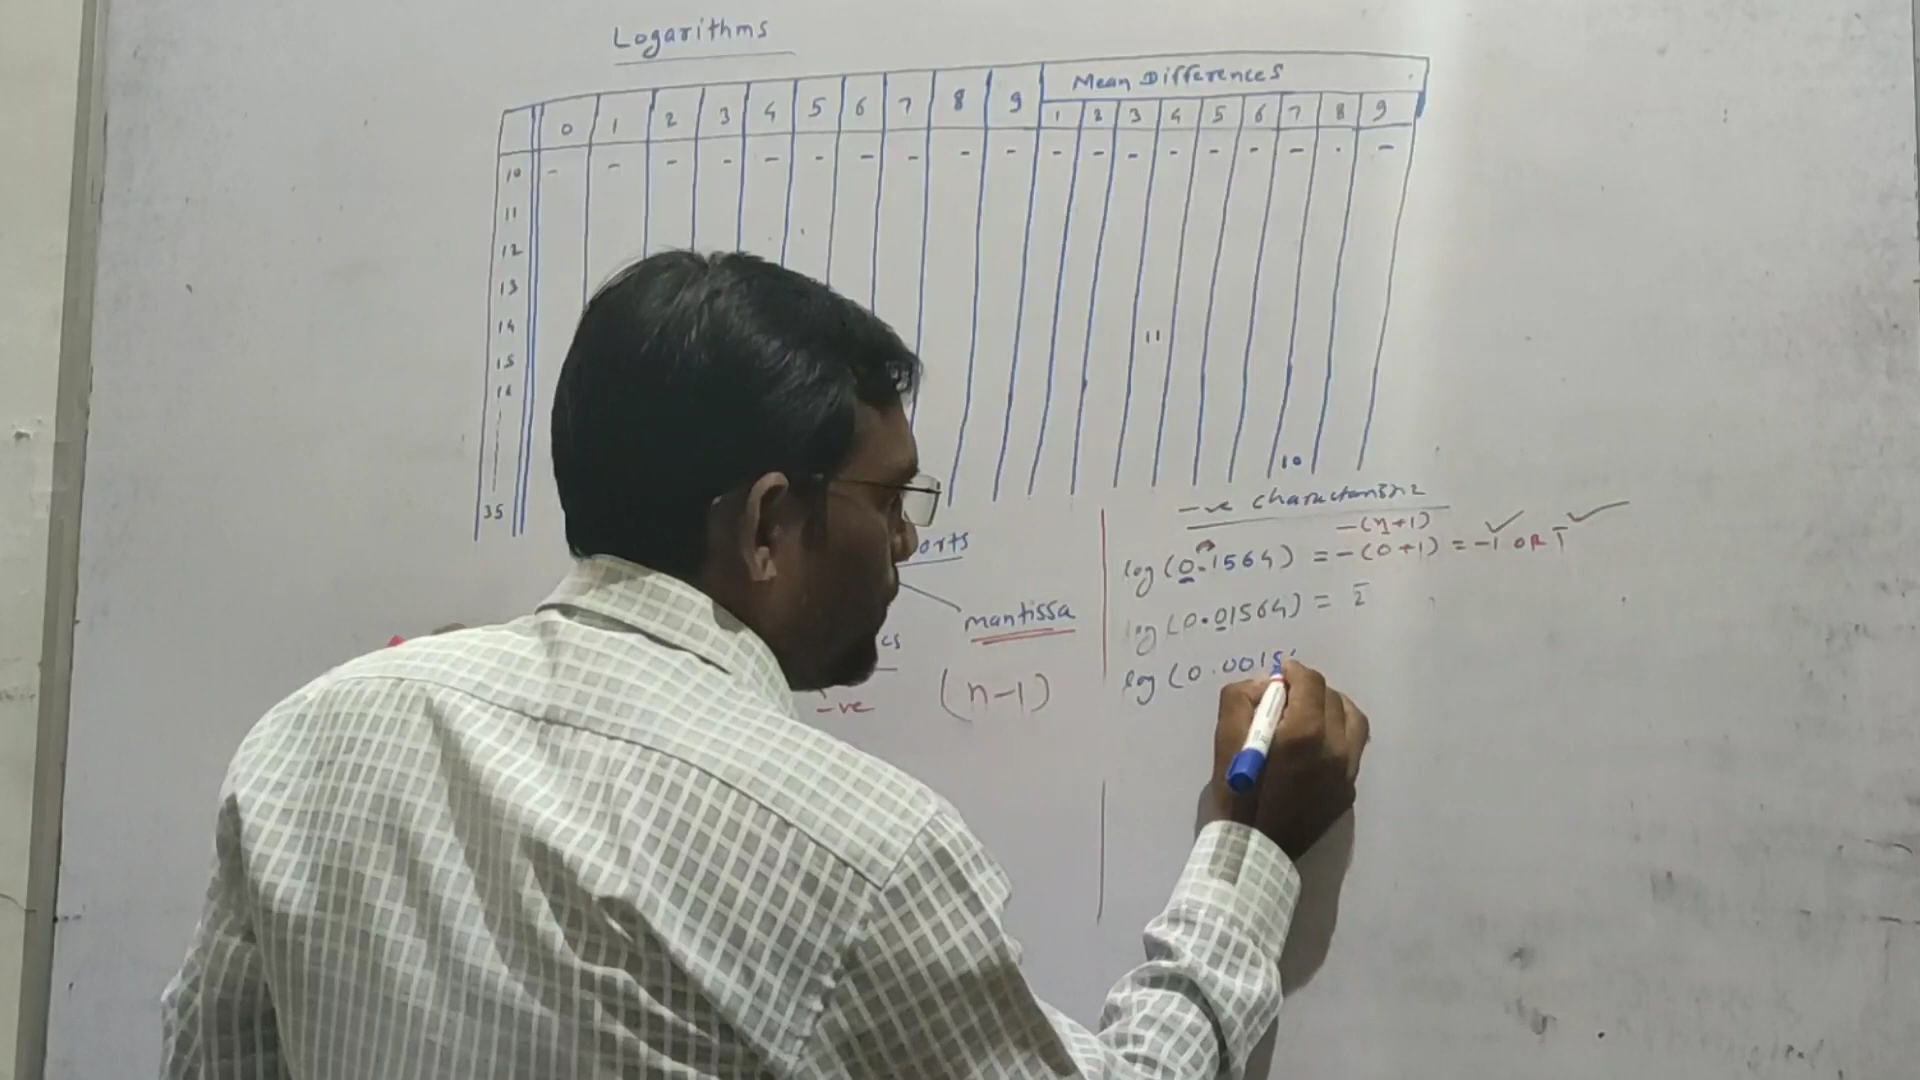 Logarithms
Mean Differences
0 1 2 3 4 5 6 7 8 9 1 2 3 4 5 6 7 8 9
10 - - - - - - - - - - - - - - - - - . -
11
12
13
14
11
15
16
10
35
-ve
-(n+1)
log(0.1564) = -(0+1) = -1 OR 1̅
log(0.01564) = 2̅
mantissa
log(0.0015
(n-1)
-ve